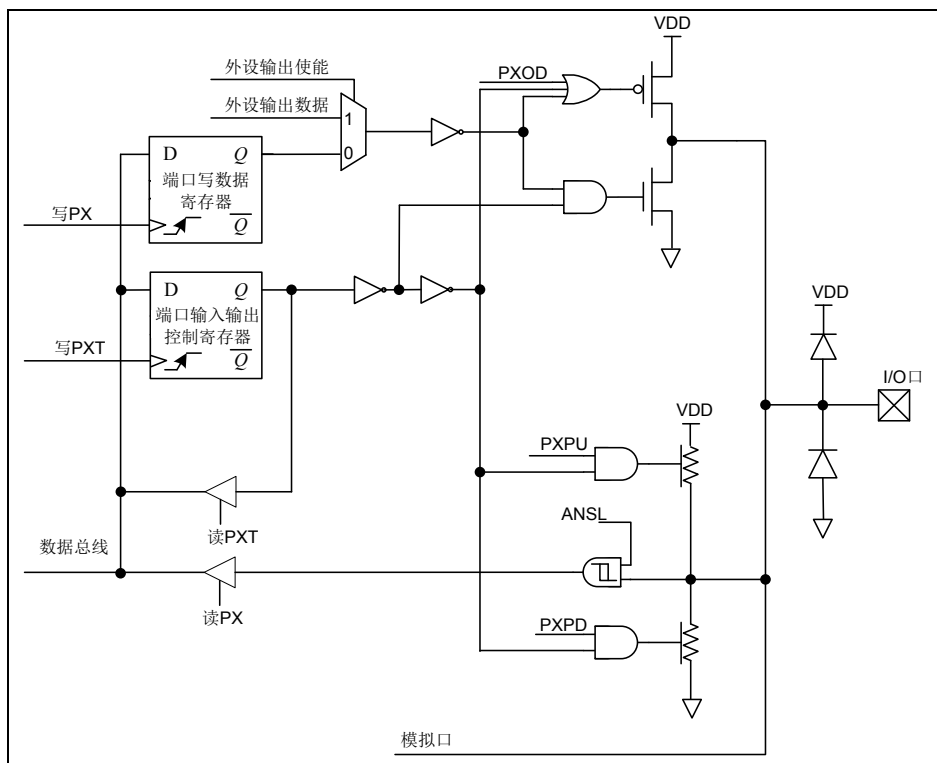 VDD
外设输出使能
PXOD
外设输出数据
1
0
D
Q
端口写数据
寄存器
Q
写PX
D
Q
端口输入输出
控制寄存器
Q
写PXT
VDD
I/O口
VDD
PXPU
ANSL
读PXT
数据总线
读PX
PXPD
模拟口